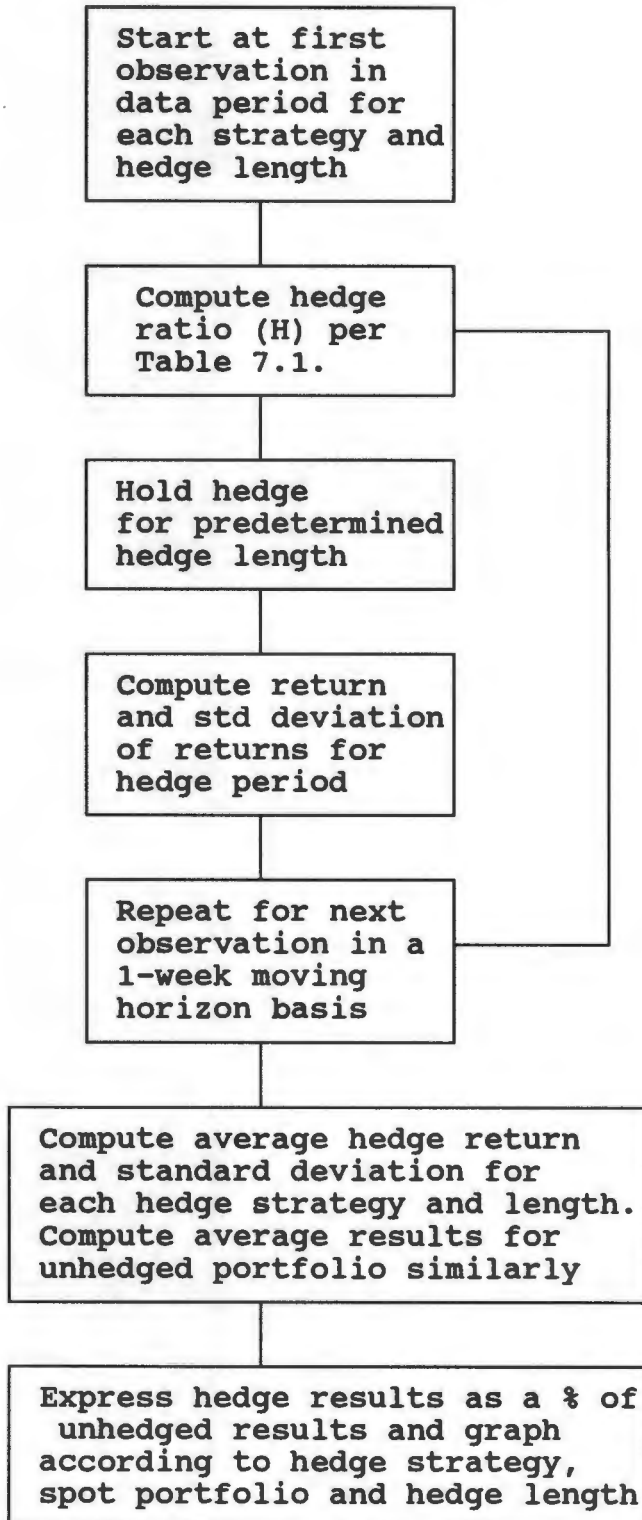 Start at first
observation in
data period for
each strategy and
hedge length
Compute hedge
ratio (H) per
Table 7.1.
Hold hedge
for predetermined
hedge length
Compute return
and std deviation
of returns for
hedge period
Repeat for next
observation in a
1-week moving
horizon basis
Compute average hedge return
and standard deviation for
each hedge strategy and length.
Compute average results for
unhedged portfolio similarly
Express hedge results as a % of
unhedged results and graph
according to hedge strategy,
spot portfolio and hedge length